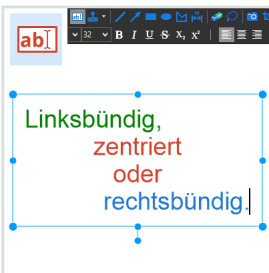 ab
32 B I U S X₂ X²
Linksbündig,
zentriert
oder
rechtsbündig.